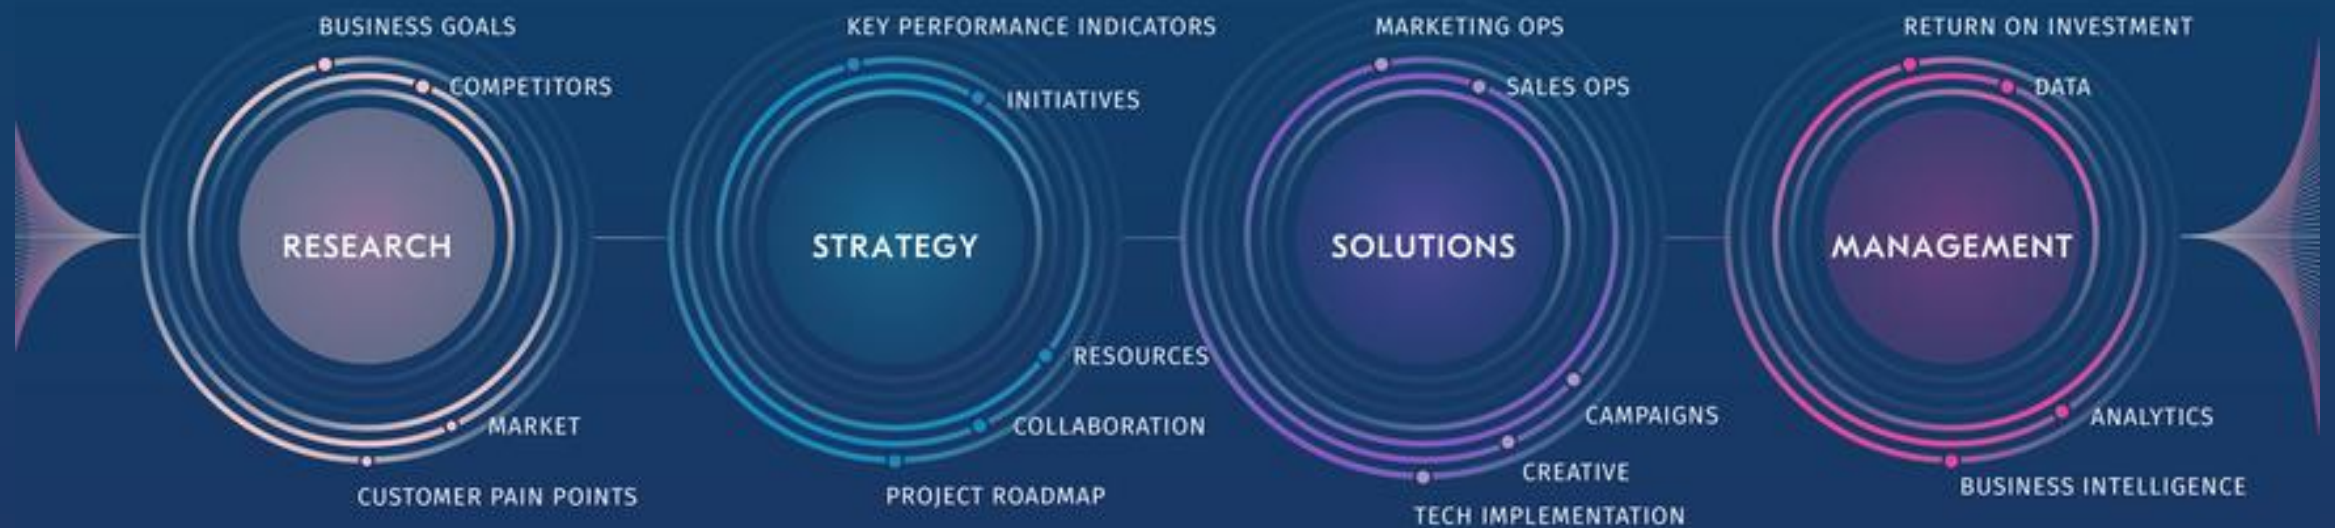 BUSINESS GOALS
COMPETITORS
RESEARCH
MARKET
CUSTOMER PAIN POINTS
KEY PERFORMANCE INDICATORS
INITIATIVES
STRATEGY
RESOURCES
COLLABORATION
PROJECT ROADMAP
MARKETING OPS
SALES OPS
SOLUTIONS
CAMPAIGNS
CREATIVE
TECH IMPLEMENTATION
RETURN ON INVESTMENT
DATA
MANAGEMENT
ANALYTICS
BUSINESS INTELLIGENCE